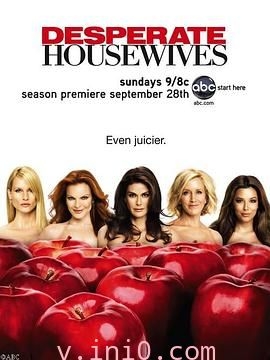 DESPERATE
HOUSEWIVES
sundays 9/8c abc start here
season premiere september 28th
abc.com
Even juicier.
©ABC
v.ini0.com